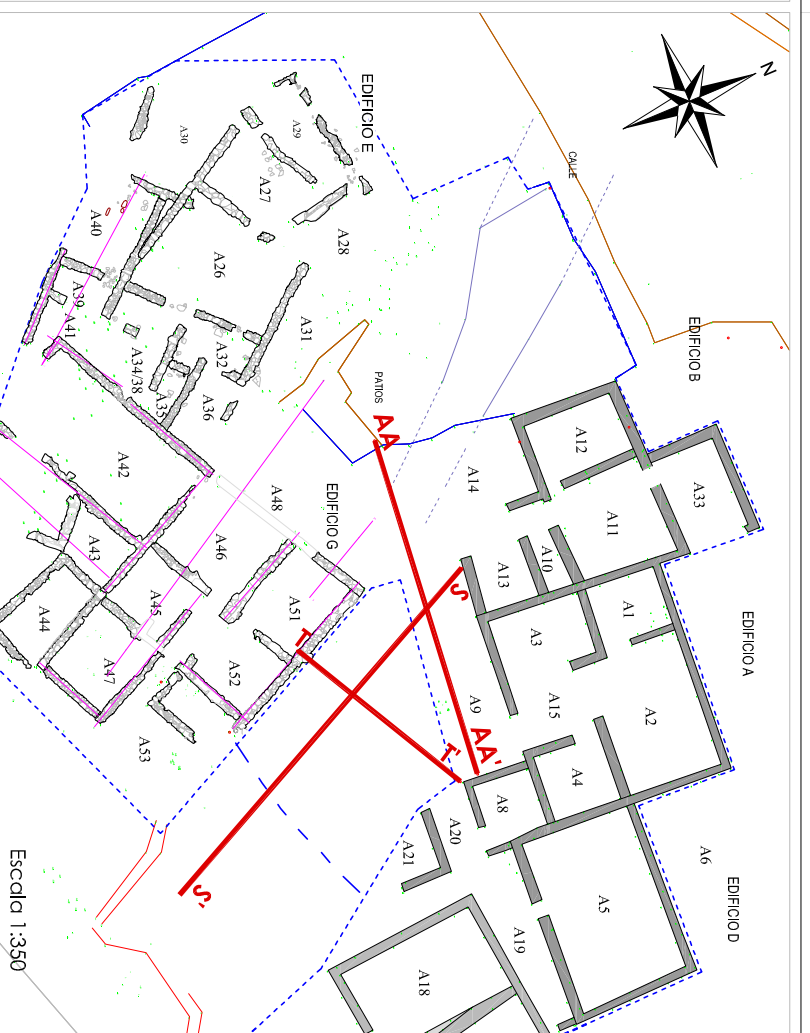 N
EDIFICIO E
A29
A30
CALLE
A27
A40
A28
A26
A39
A41
A31
EDIFICIO B
A32
A34/38
A35
A36
PATIOS
AA
A12
A33
A42
A14
A48
EDIFICIO G
A11
A46
A43
A10
A13
S
A45
A51
A44
A1
A3
EDIFICIO A
T
A47
A52
A9
A15
A2
A53
T'
AA'
A4
A8
A20
A21
A6
EDIFICIO D
A5
S'
Escala 1:350
A19
A18